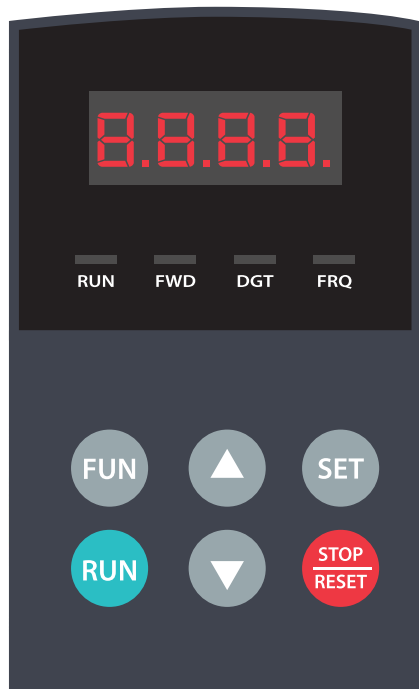 8.8.8.8.
RUN FWD DGT FRQ
FUN SET
RUN STOP
RESET